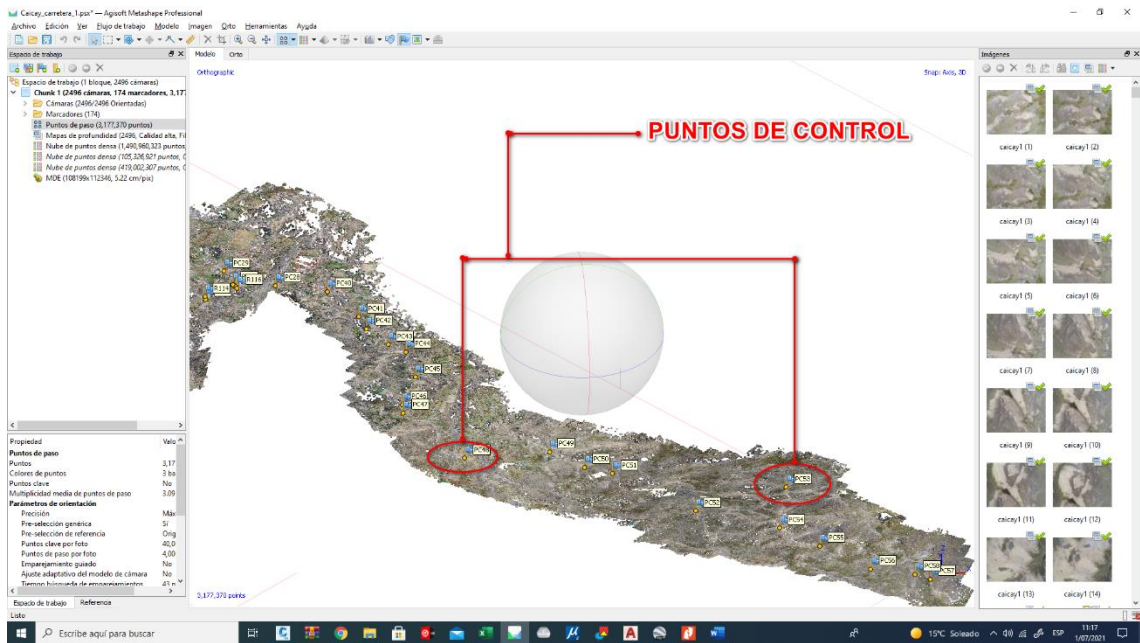 Caicay_carretera_1.psx* — Agisoft Metashape Professional
Archivo Edición Ver Flujo de trabajo Modelo Imagen Orto Herramientas Ayuda
Espacio de trabajo
Espacio de trabajo (1 bloque, 2496 cámaras)
Chunk 1 (2496 cámaras, 174 marcadores, 3,177
Cámaras (2496/2496 Orientadas)
Marcadores (174)
Puntos de paso (3,177,370 puntos)
Mapas de profundidad (2496, Calidad alta, Fil
Nube de puntos densa (1,490,960,323 puntos,
Nube de puntos densa (105,326,921 puntos, C
Nube de puntos densa (419,002,307 puntos, C
MDE (108199x112346, 5.22 cm/pix)
Propiedad Valo
Puntos de paso
Puntos 3,17
Colores de puntos 3 ba
Puntos clave No
Multiplicidad media de puntos de paso 3.09
Parámetros de orientación
Precisión Máx
Pre-selección genérica Sí
Pre-selección de referencia Orig
Puntos clave por foto 40,0
Puntos de paso por foto 4,00
Emparejamiento guiado No
Ajuste adaptativo del modelo de cámara No
Tiempo búsqueda de emparejamientos 43 m
Espacio de trabajo Referencia
Listo
Modelo Orto
Orthographic
Snap: Axis, 3D
PUNTOS DE CONTROL
PC29
R114
R116
PC28
PC40
PC41
PC42
PC43
PC44
PC45
PC46
PC47
PC48
PC49
PC50
PC51
PC52
PC53
PC54
PC55
PC56
PC58
PC57
Z
3,177,370 points
Imágenes
caicay1 (1) caicay1 (2)
caicay1 (3) caicay1 (4)
caicay1 (5) caicay1 (6)
caicay1 (7) caicay1 (8)
caicay1 (9) caicay1 (10)
caicay1 (11) caicay1 (12)
caicay1 (13) caicay1 (14)
Escribe aquí para buscar
15°C Soleado
ESP
11:17
1/07/2021